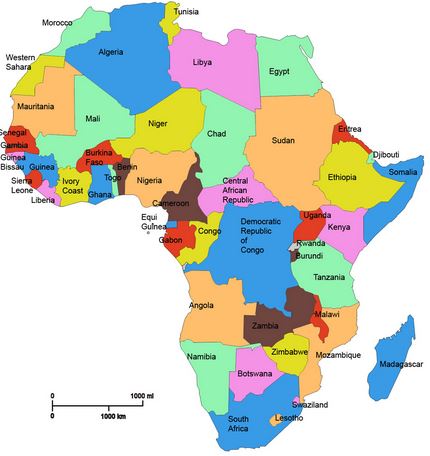 Tunisia
Morocco
Algeria
Western
Sahara
Libya
Egypt
Mauritania
Mali
Niger
Chad
Sudan
Eritrea
Senegal
Gambia
Guinea
Bissau
Guinea
Burkina
Faso
Benin
Djibouti
Somalia
Sierra
Leone
Liberia
Ivory
Coast
Ghana
Togo
Nigeria
Ethiopia
Central
African
Republic
Cameroon
Equi
Guinea
Gabon
Congo
Democratic
Republic
of
Congo
Uganda
Kenya
Rwanda
Burundi
Tanzania
Angola
Zambia
Malawi
Mozambique
Zimbabwe
Madagascar
Namibia
Botswana
Swaziland
South
Africa
Lesotho
0 1000 mi
0 1000 km